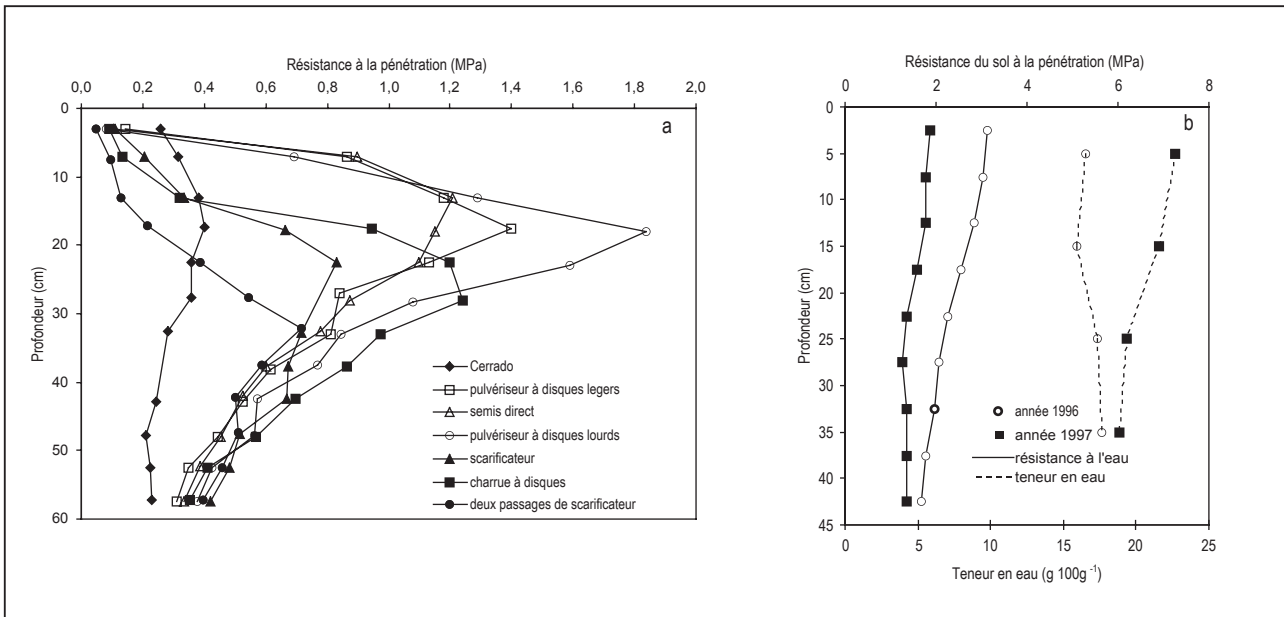 Résistance à la pénétration (MPa)
0,0 0,2 0,4 0,6 0,8 1,0 1,2 1,4 1,6 1,8 2,0
a
Profondeur (cm)
0
10
20
30
40
50
60
Cerrado
pulvériseur à disques legers
semis direct
pulvériseur à disques lourds
scarificateur
charrue à disques
deux passages de scarificateur
Résistance du sol à la pénétration (MPa)
0 2 4 6 8
b
Profondeur (cm)
0
5
10
15
20
25
30
35
40
45
année 1996
année 1997
résistance à l'eau
teneur en eau
0 5 10 15 20 25
Teneur en eau (g 100g⁻¹)